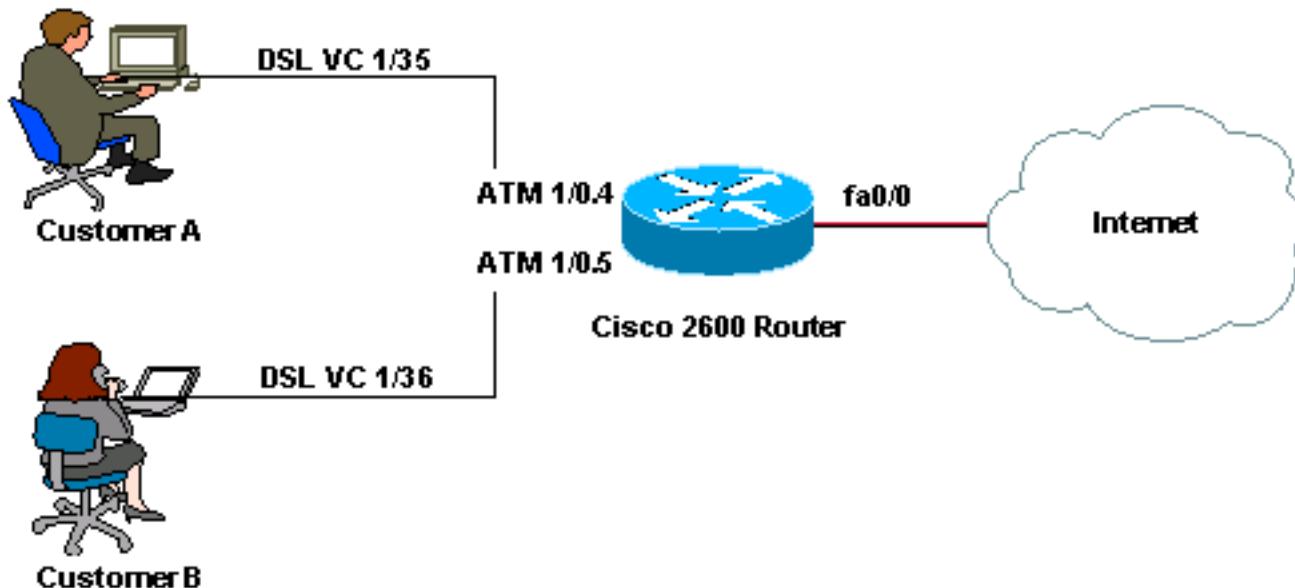 DSL VC 1/35
Customer A
ATM 1/0.4
fa0/0
Internet
ATM 1/0.5
Cisco 2600 Router
DSL VC 1/36
Customer B